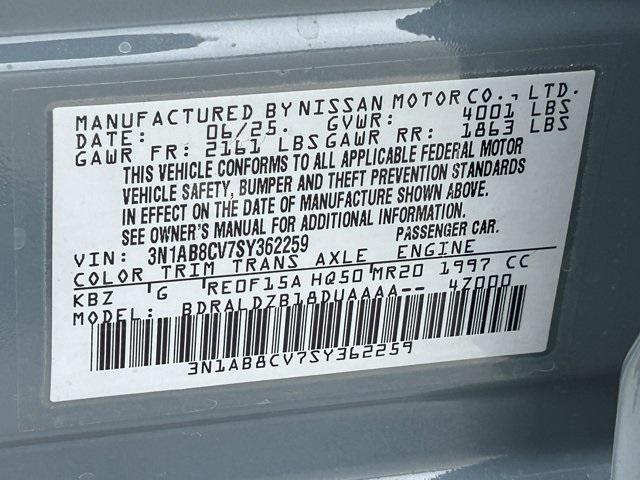 MANUFACTURED BY NISSAN MOTOR CO., LTD.
DATE: 06/25. GVWR: 4001 LBS
GAWR FR: 2161 LBS GAWR RR: 1863 LBS
THIS VEHICLE CONFORMS TO ALL APPLICABLE FEDERAL MOTOR
VEHICLE SAFETY, BUMPER AND THEFT PREVENTION STANDARDS
IN EFFECT ON THE DATE OF MANUFACTURE SHOWN ABOVE.
SEE OWNER'S MANUAL FOR ADDITIONAL INFORMATION.
VIN: 3N1AB8CV7SY362259 PASSENGER CAR.
COLOR TRIM TRANS AXLE ENGINE
KBZ G RE0F15A HQ50 MR20 1997 CC
MODEL: BDRALDZB18DUAAAA-- 47000
3N1AB8CV7SY362259